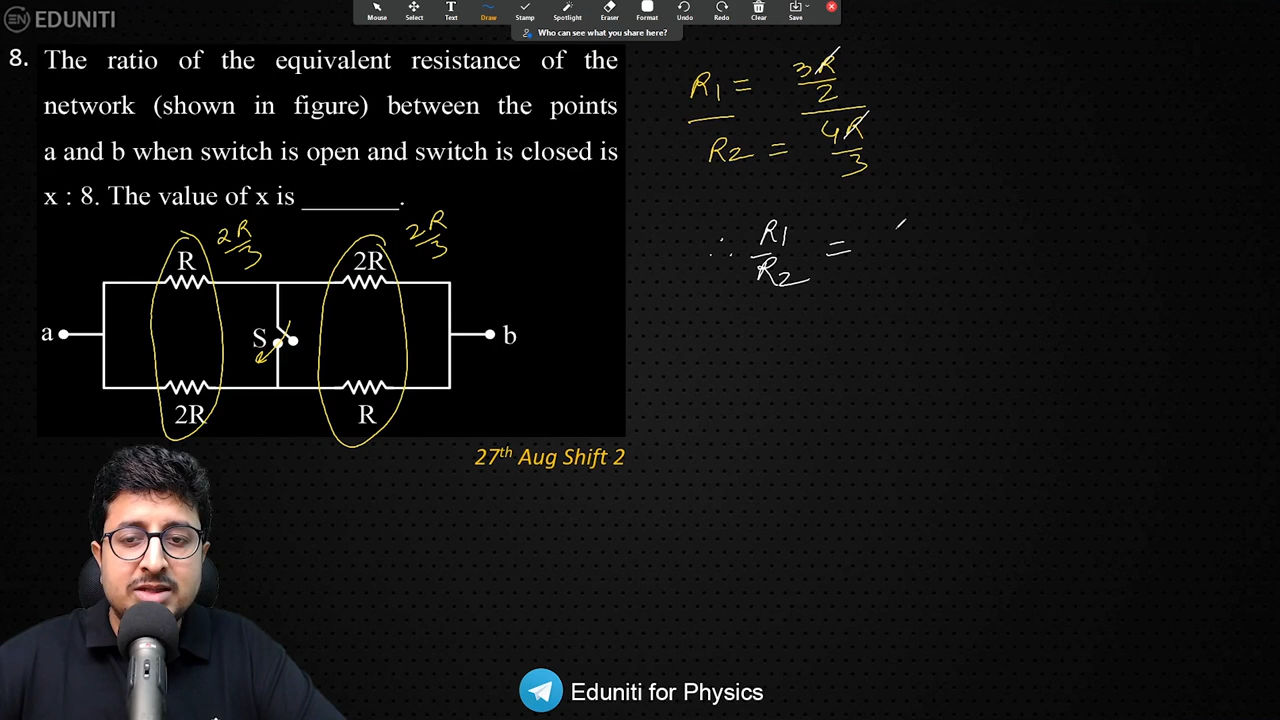 EDUNITI
Mouse Select Text Draw Stamp Spotlight Eraser Format Undo Redo Clear Save
Who can see what you share here?
8. The ratio of the equivalent resistance of the
network (shown in figure) between the points
a and b when switch is open and switch is closed is
x : 8. The value of x is ________.
2R/3 2R/3
R 2R
a S b
2R R
27th Aug Shift 2
R1 = 3R/2
R2 = 4R/3
∴ R1/R2 =
Eduniti for Physics